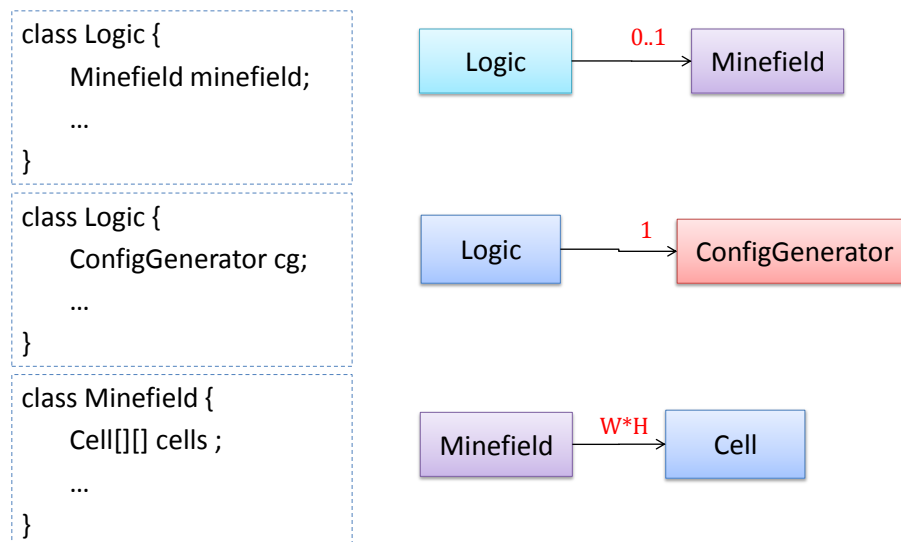 class Logic {
Minefield minefield;
...
}
0..1
Logic
Minefield
class Logic {
ConfigGenerator cg;
...
}
1
Logic
ConfigGenerator
class Minefield {
Cell[][] cells ;
...
}
W*H
Minefield
Cell